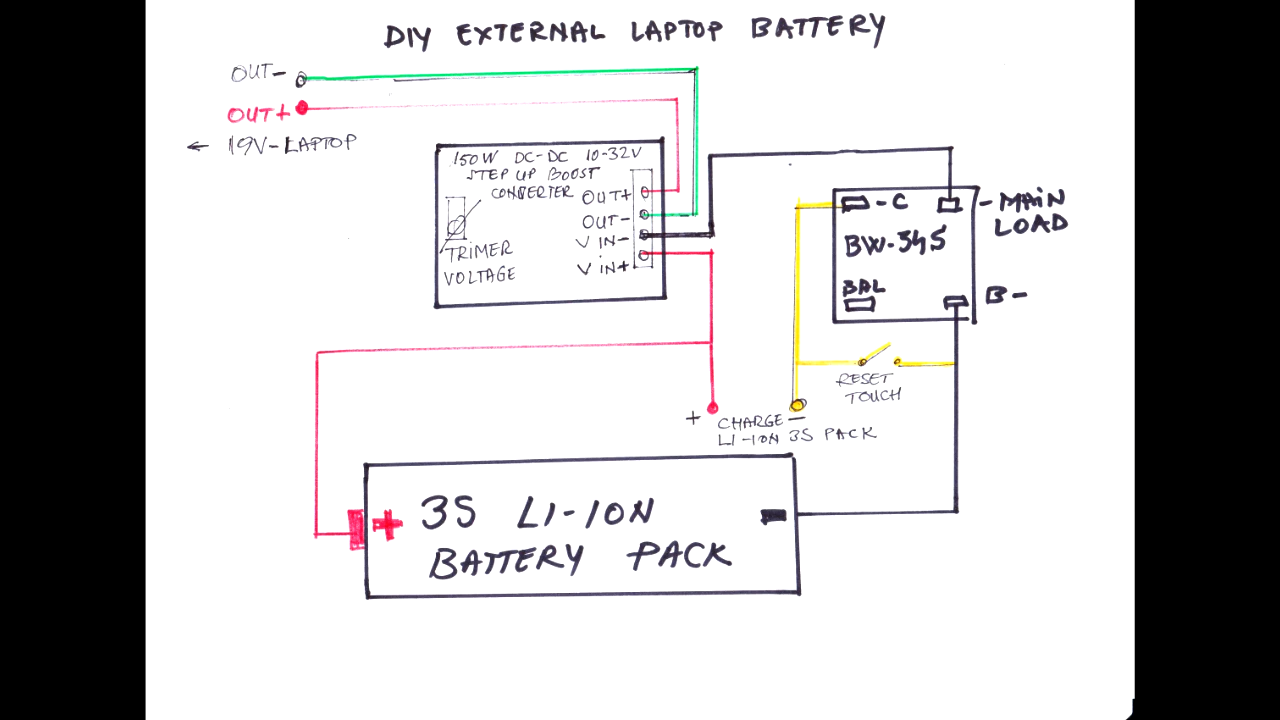 DIY EXTERNAL LAPTOP BATTERY
OUT-
OUT+
← 19V-LAPTOP
150W DC-DC 10-32V
STEP UP BOOST
CONVERTER
OUT+
OUT-
V IN-
V IN+
TRIMER
VOLTAGE
-C
- MAIN
LOAD
BW-34S
BAL
B-
RESET
TOUCH
+ CHARGE -
LI-ION 3S PACK
+ 3S LI-ION -
BATTERY PACK